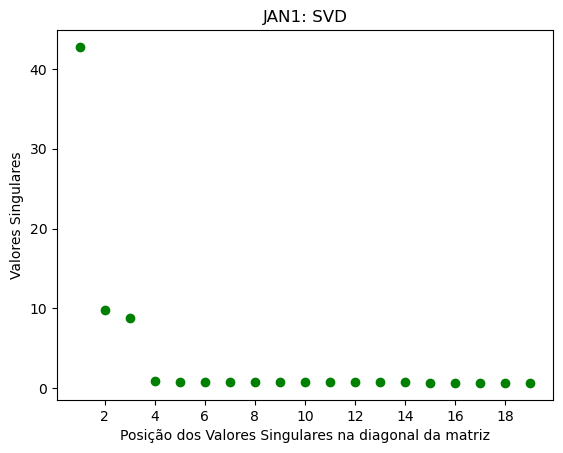 JAN1: SVD
Valores Singulares
40
30
20
10
0
2 4 6 8 10 12 14 16 18
Posição dos Valores Singulares na diagonal da matriz